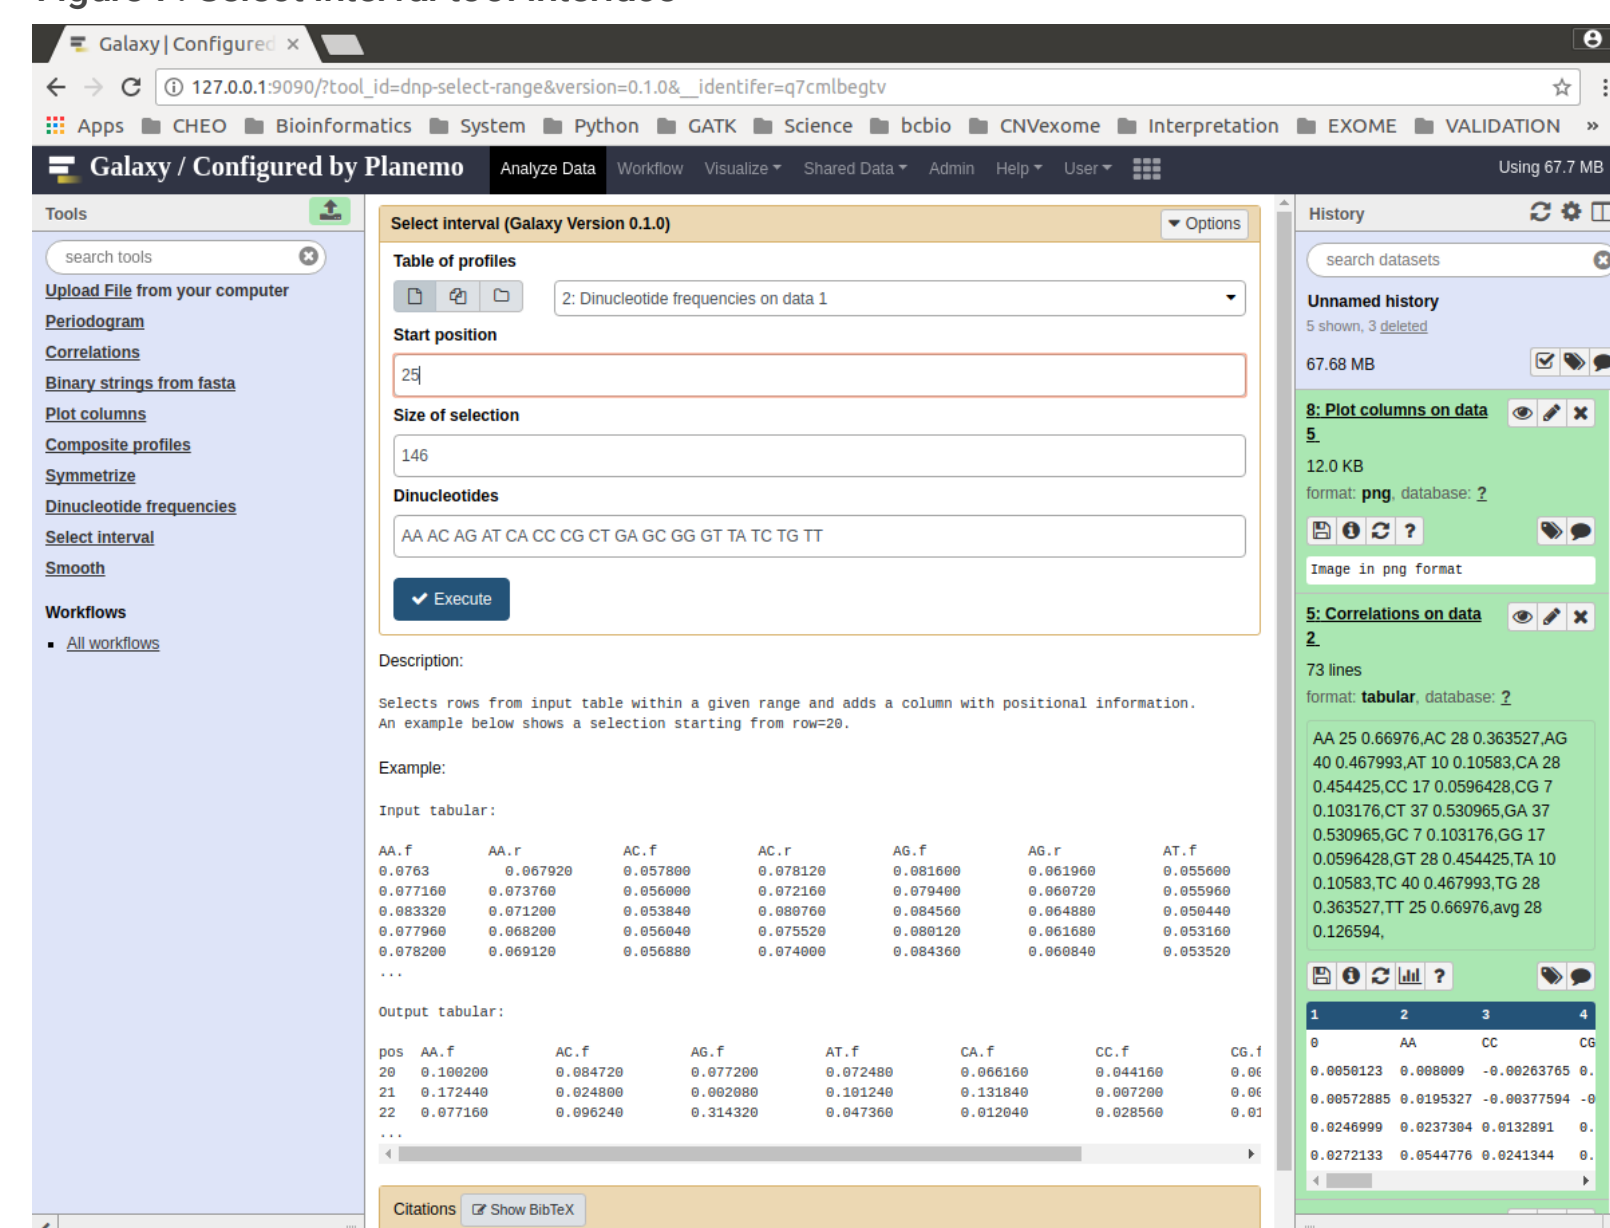 Galaxy | Configured
127.0.0.1:9090/?tool_id=dnp-select-range&version=0.1.0&__identifer=q7cmlbegtv
Apps CHEO Bioinformatics System Python GATK Science bcbio CNVexome Interpretation EXOME VALIDATION »
Galaxy / Configured by Planemo Analyze Data Workflow Visualize Shared Data Admin Help User Using 67.7 MB
Tools
search tools
Upload File from your computer
Periodogram
Correlations
Binary strings from fasta
Plot columns
Composite profiles
Symmetrize
Dinucleotide frequencies
Select interval
Smooth
Workflows
All workflows
Select interval (Galaxy Version 0.1.0) Options
Table of profiles
2: Dinucleotide frequencies on data 1
Start position
25
Size of selection
146
Dinucleotides
AA AC AG AT CA CC CG CT GA GC GG GT TA TC TG TT
Execute
Description:
Selects rows from input table within a given range and adds a column with positional information.
An example below shows a selection starting from row=20.
Example:
Input tabular:
AA.f AA.r AC.f AC.r AG.f AG.r AT.f
0.0763 0.067920 0.057800 0.078120 0.081600 0.061960 0.055600
0.077160 0.073760 0.056000 0.072160 0.079400 0.060720 0.055960
0.083320 0.071200 0.053840 0.080760 0.084560 0.064880 0.050440
0.077960 0.068200 0.056040 0.075520 0.080120 0.061680 0.053160
0.078200 0.069120 0.056880 0.074000 0.084360 0.060840 0.053520
...
Output tabular:
pos AA.f AC.f AG.f AT.f CA.f CC.f CG.f
20 0.100200 0.084720 0.077200 0.072480 0.066160 0.044160 0.00
21 0.172440 0.024800 0.002080 0.101240 0.131840 0.007200 0.00
22 0.077160 0.096240 0.314320 0.047360 0.012040 0.028560 0.01
...
Citations Show BibTeX
History
search datasets
Unnamed history
5 shown, 3 deleted
67.68 MB
8: Plot columns on data
5
12.0 KB
format: png, database: ?
Image in png format
5: Correlations on data
2
73 lines
format: tabular, database: ?
AA 25 0.66976,AC 28 0.363527,AG
40 0.467993,AT 10 0.10583,CA 28
0.454425,CC 17 0.0596428,CG 7
0.103176,CT 37 0.530965,GA 37
0.530965,GC 7 0.103176,GG 17
0.0596428,GT 28 0.454425,TA 10
0.10583,TC 40 0.467993,TG 28
0.363527,TT 25 0.66976,avg 28
0.126594,
1 2 3 4
0 AA CC CG
0.0050123 0.008009 -0.00263765 0.
0.00572885 0.0195327 -0.00377594 -0
0.0246999 0.0237304 0.0132891 0.
0.0272133 0.0544776 0.0241344 0.